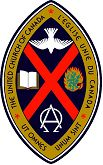 THE UNITED CHURCH OF CANADA
L'ÉGLISE UNIE DU CANADA
UT OMNES
UNUM SINT
Α Ω